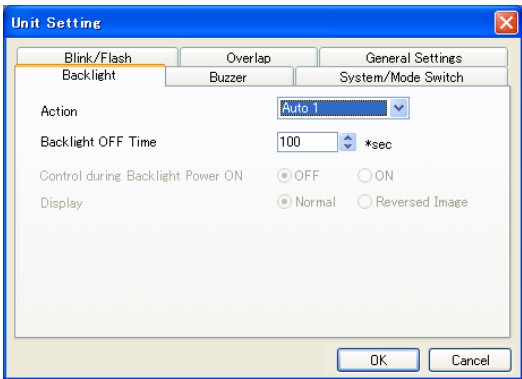 Unit Setting
Blink/Flash Overlap General Settings
Backlight Buzzer System/Mode Switch
Action Auto 1
Backlight OFF Time 100 *sec
Control during Backlight Power ON OFF ON
Display Normal Reversed Image
OK Cancel